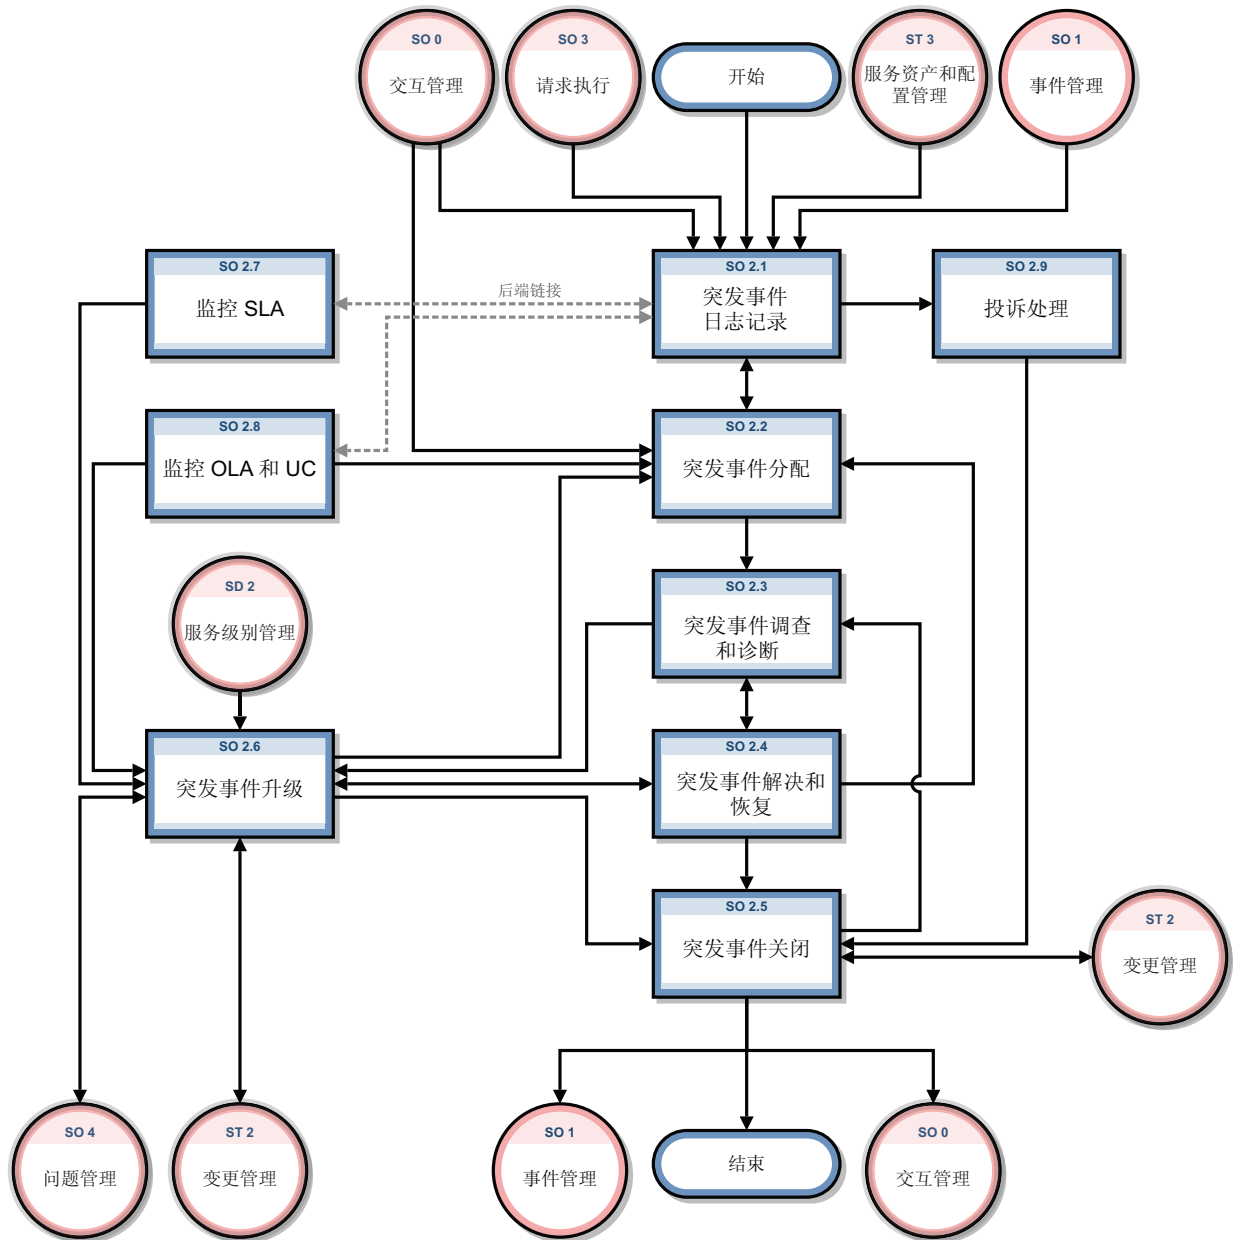 SO 0
交互管理
SO 3
请求执行
开始
ST 3
服务资产和配
置管理
SO 1
事件管理
SO 2.7
监控 SLA
后端链接
SO 2.1
突发事件
日志记录
SO 2.9
投诉处理
SO 2.8
监控 OLA 和 UC
SO 2.2
突发事件分配
SD 2
服务级别管理
SO 2.3
突发事件调查
和诊断
SO 2.6
突发事件升级
SO 2.4
突发事件解决和
恢复
SO 2.5
突发事件关闭
ST 2
变更管理
SO 4
问题管理
ST 2
变更管理
SO 1
事件管理
结束
SO 0
交互管理